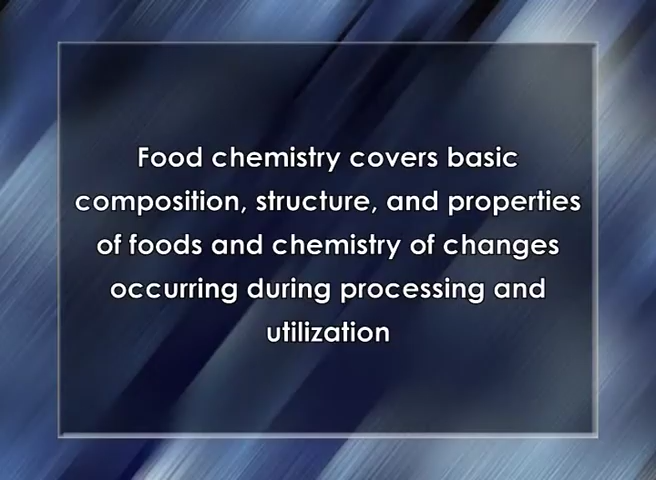 Food chemistry covers basic
composition, structure, and properties
of foods and chemistry of changes
occurring during processing and
utilization